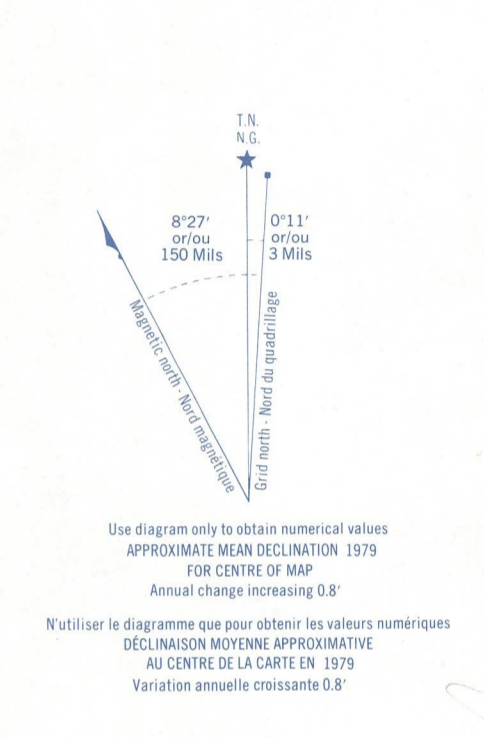 T.N.
N.G.
8°27′
or/ou
150 Mils
0°11′
or/ou
3 Mils
Magnetic north - Nord magnétique
Grid north - Nord du quadrillage
Use diagram only to obtain numerical values
APPROXIMATE MEAN DECLINATION 1979
FOR CENTRE OF MAP
Annual change increasing 0.8′
N'utiliser le diagramme que pour obtenir les valeurs numériques
DÉCLINAISON MOYENNE APPROXIMATIVE
AU CENTRE DE LA CARTE EN 1979
Variation annuelle croissante 0.8′